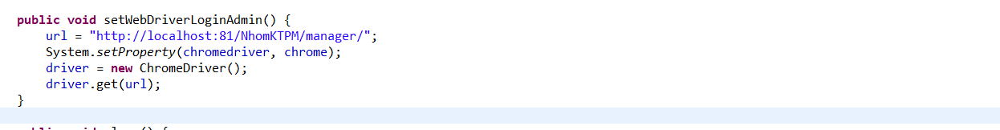 public void setWebDriverLoginAdmin() {
url = "http://localhost:81/NhomKTPM/manager/";
System.setProperty(chromedriver, chrome);
driver = new ChromeDriver();
driver.get(url);
}